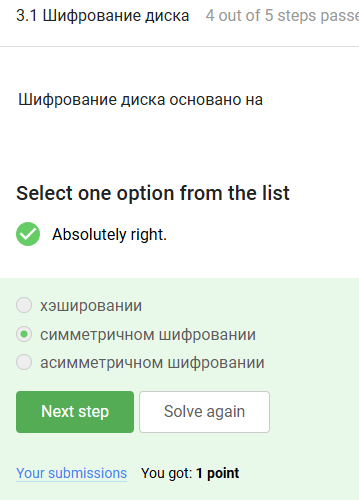 3.1 Шифрование диска 4 out of 5 steps passe
Шифрование диска основано на
Select one option from the list
Absolutely right.
хэшировании
симметричном шифровании
асимметричном шифровании
Next step Solve again
Your submissions You got: 1 point